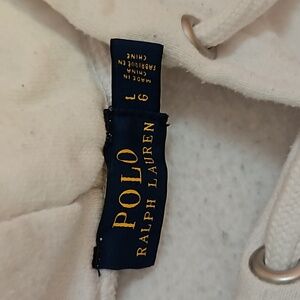 POLO
RALPH LAUREN
L
G
MADE IN
CHINA
FABRIQUÉ EN
CHINE